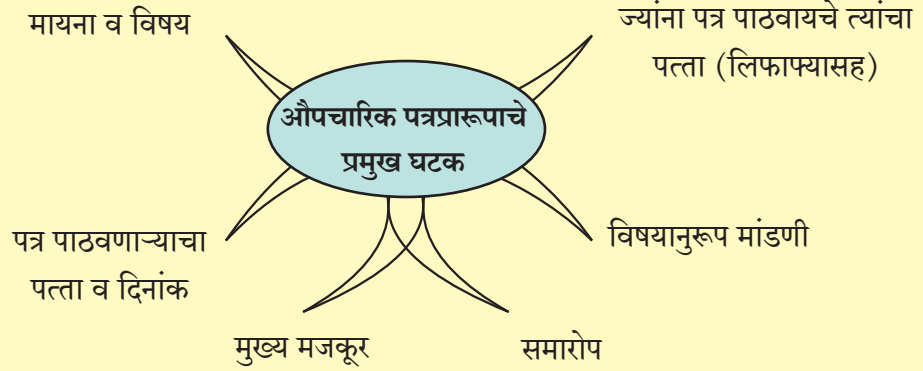 मायना व विषय
ज्यांना पत्र पाठवायचे त्यांचा
पत्ता (लिफाफ्यासह)
औपचारिक पत्रप्रारूपाचे
प्रमुख घटक
पत्र पाठवणाऱ्याचा
पत्ता व दिनांक
विषयानुरूप मांडणी
मुख्य मजकूर
समारोप